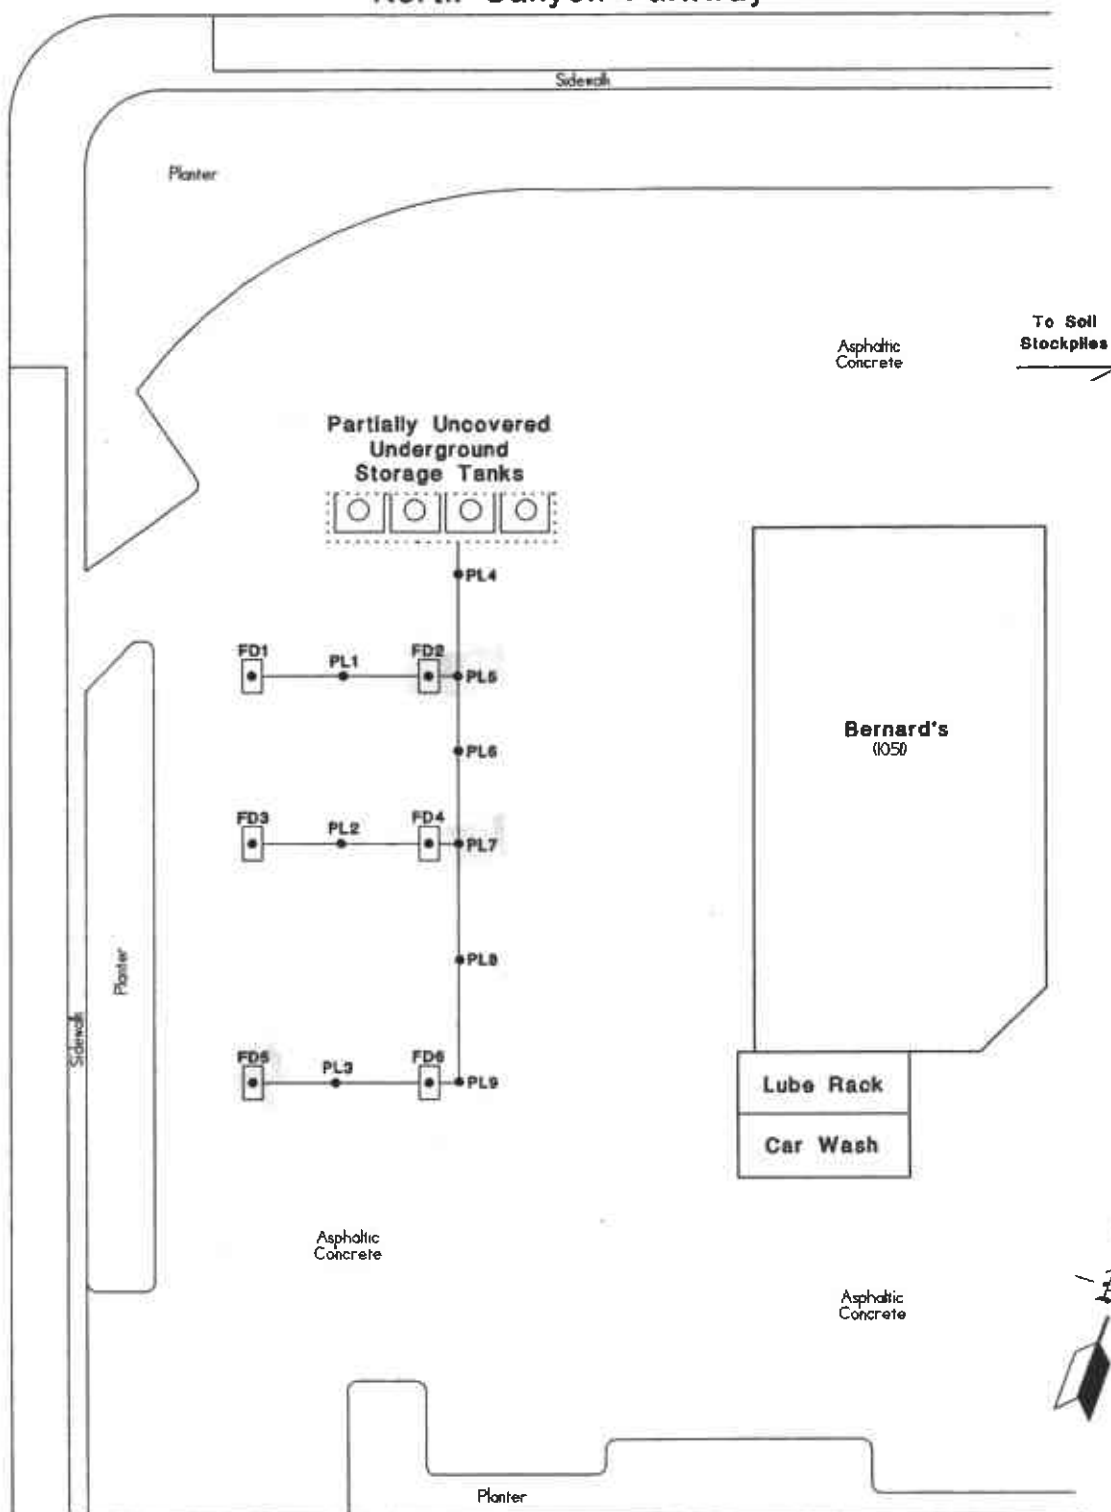 Sidewalk
Planter
To Soil
Stockpiles
Asphaltic
Concrete
Partially Uncovered
Underground
Storage Tanks
PL4
FD1
PL1
FD2
PL5
PL6
Bernard's
(1051)
FD3
PL2
FD4
PL7
Planter
PL8
Sidewalk
FD5
PL3
FD6
PL9
Lube Rack
Car Wash
Asphaltic
Concrete
Asphaltic
Concrete
Planter